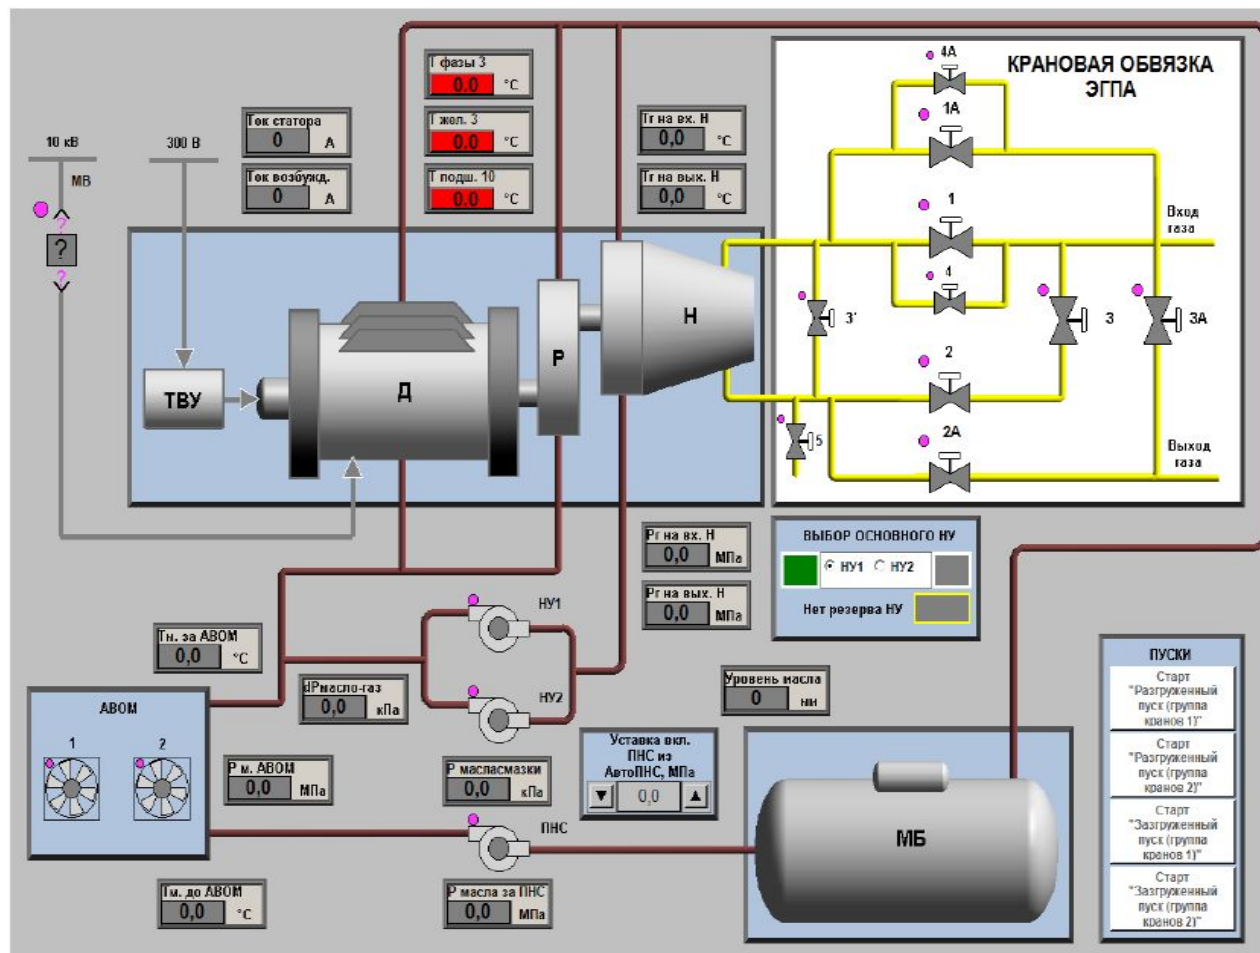 4А
КРАНОВАЯ ОБВЯЗКА
ЭГПА
Т фазы 3
0,0 °С
1А
Ток статора
0 А
Т жел. 3
0,0 °С
Тг на вх. Н
0,0 °С
10 кВ
300 В
МВ
Ток возбужд.
0 А
Т подш. 10
0,0 °С
Тг на вых. Н
0,0 °С
1
Вход
газа
?
?
?
4
Н
3'
3
3А
Р
2
ТВУ
Д
2А
5
Выход
газа
Рг на вх. Н
0,0 МПа
ВЫБОР ОСНОВНОГО НУ
НУ1 НУ2
Нет резерва НУ
Рг на вых. Н
0,0 МПа
НУ1
Тн. за АВОМ
0,0 °С
dРмасло-газ
0,0 кПа
НУ2
Уровень масла
0 мм
ПУСКИ
Старт
"Разгруженный
пуск (группа
кранов 1)"
Старт
"Разгруженный
пуск (группа
кранов 2)"
Старт
"Загруженный
пуск (группа
кранов 1)"
Старт
"Загруженный
пуск (группа
кранов 2)"
АВОМ
1 2
Р м. АВОМ
0,0 МПа
Р масласмазки
0,0 кПа
Уставка вкл.
ПНС из
АвтоПНС, МПа
0,0
ПНС
МБ
Тм. до АВОМ
0,0 °С
Р масла за ПНС
0,0 МПа